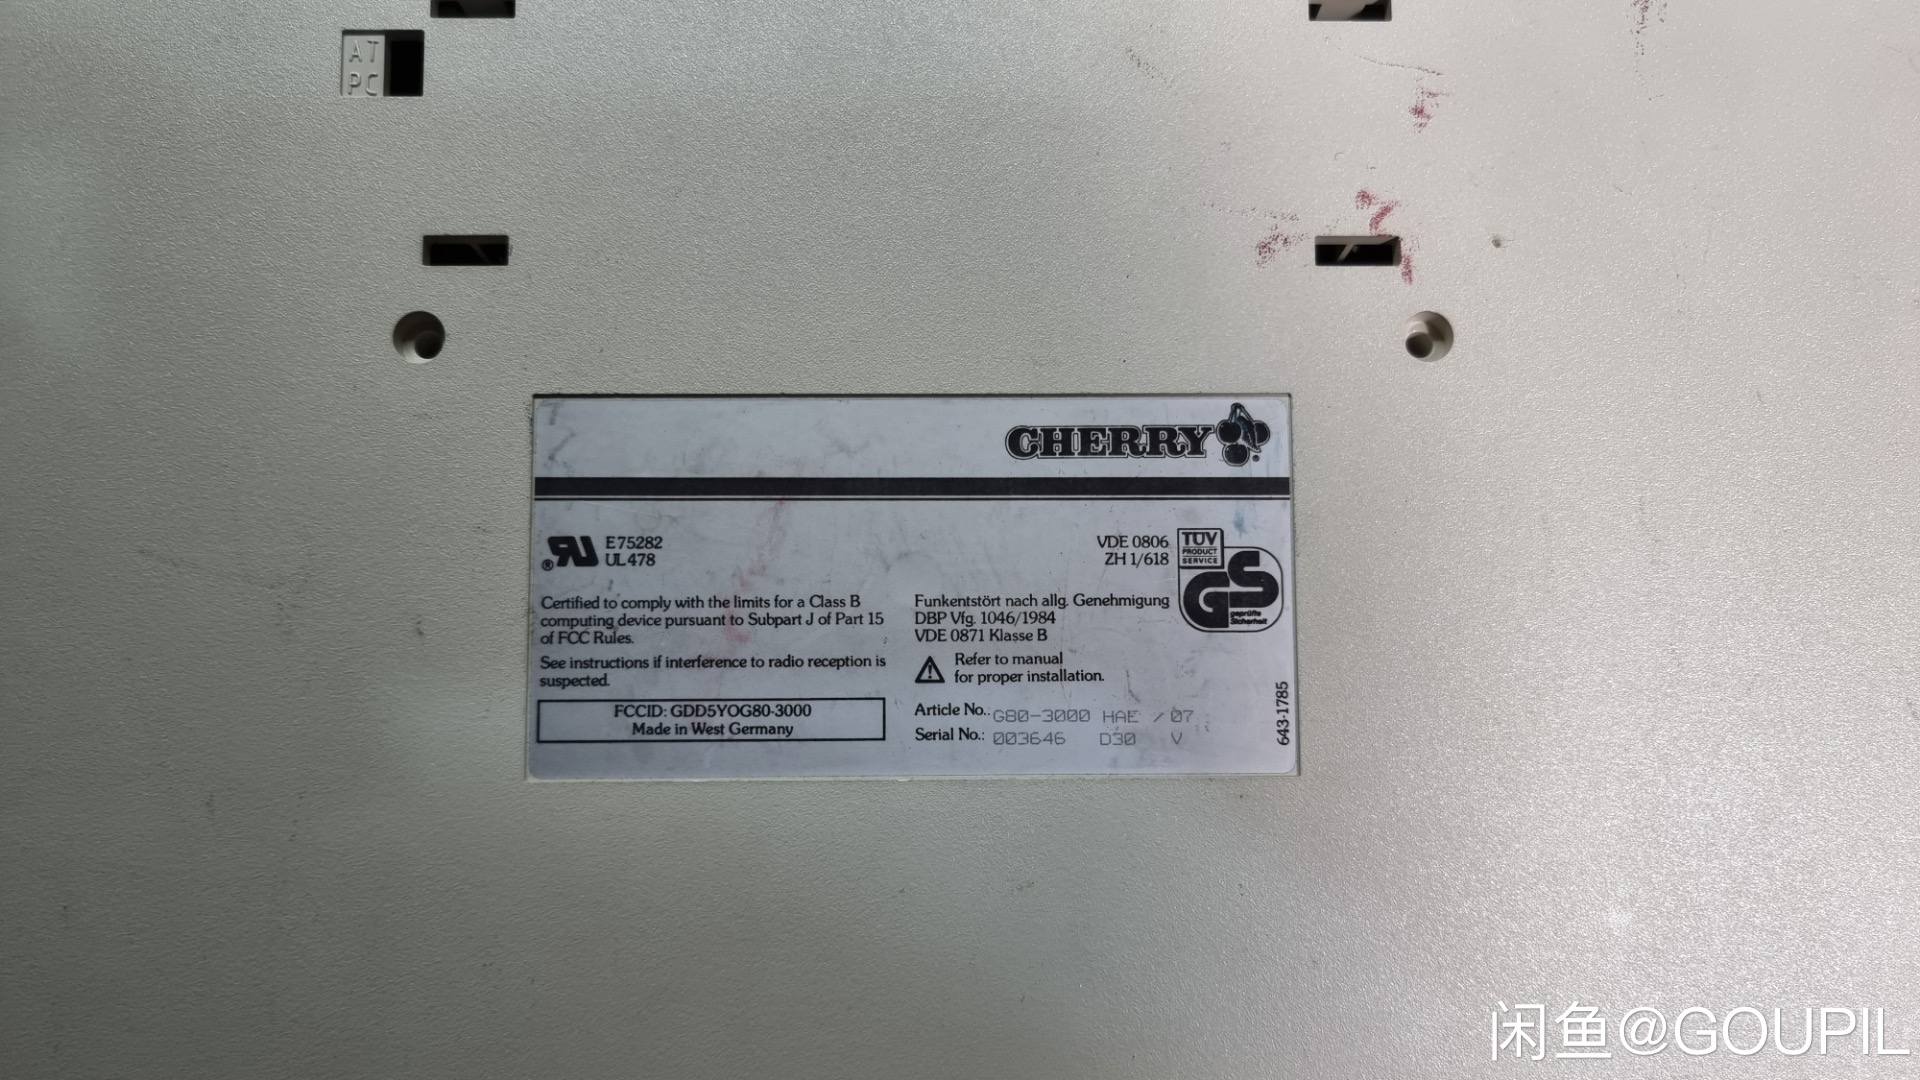 AT
PC
CHERRY
®
E75282
UL478
®
VDE 0806
ZH 1/618
TÜV
PRODUCT
SERVICE
GS
geprüfte
Sicherheit
Certified to comply with the limits for a Class B
computing device pursuant to Subpart J of Part 15
of FCC Rules.
See instructions if interference to radio reception is
suspected.
FCCID: GDD5YOG80-3000
Made in West Germany
Funkentstört nach allg. Genehmigung
DBP Vfg. 1046/1984
VDE 0871 Klasse B
Refer to manual
for proper installation.
Article No.: G80-3000 HAE / 07
Serial No.: 003646 D30 V
643-1785
闲鱼@GOUPIL